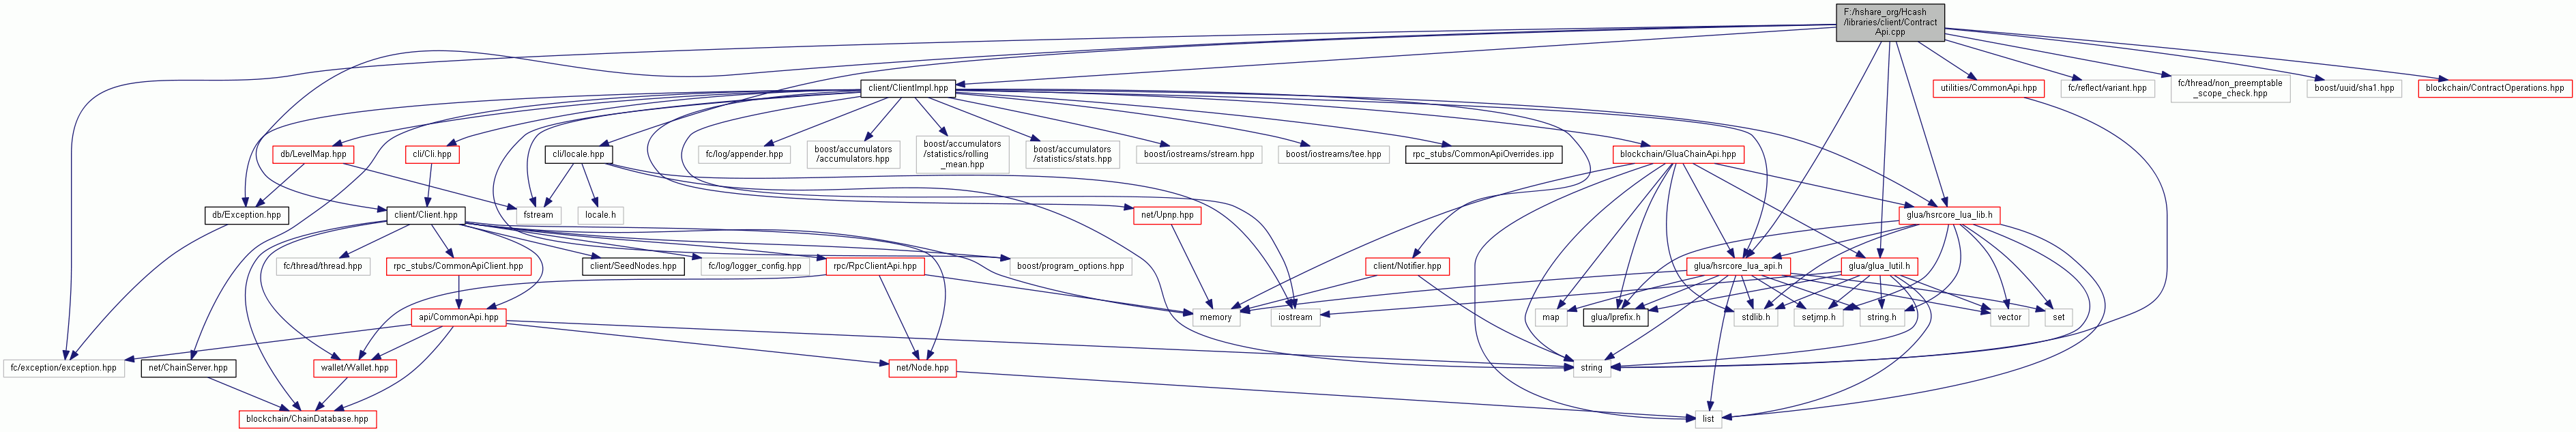 F:/hshare_org/Hcash
/libraries/client/Contract
Api.cpp
client/ClientImpl.hpp
utilities/CommonApi.hpp
fc/reflect/variant.hpp
fc/thread/non_preemptable
_scope_check.hpp
boost/uuid/sha1.hpp
blockchain/ContractOperations.hpp
db/LevelMap.hpp
cli/Cli.hpp
cli/locale.hpp
fc/log/appender.hpp
boost/accumulators
/accumulators.hpp
boost/accumulators
/statistics/rolling
_mean.hpp
boost/accumulators
/statistics/stats.hpp
boost/iostreams/stream.hpp
boost/iostreams/tee.hpp
rpc_stubs/CommonApiOverrides.ipp
blockchain/GluaChainApi.hpp
db/Exception.hpp
client/Client.hpp
fstream
locale.h
net/Upnp.hpp
glua/hsrcore_lua_lib.h
fc/thread/thread.hpp
rpc_stubs/CommonApiClient.hpp
client/SeedNodes.hpp
fc/log/logger_config.hpp
rpc/RpcClientApi.hpp
boost/program_options.hpp
client/Notifier.hpp
glua/hsrcore_lua_api.h
glua/glua_lutil.h
api/CommonApi.hpp
memory
iostream
map
glua/lprefix.h
stdlib.h
setjmp.h
string.h
vector
set
fc/exception/exception.hpp
net/ChainServer.hpp
wallet/Wallet.hpp
net/Node.hpp
string
blockchain/ChainDatabase.hpp
list